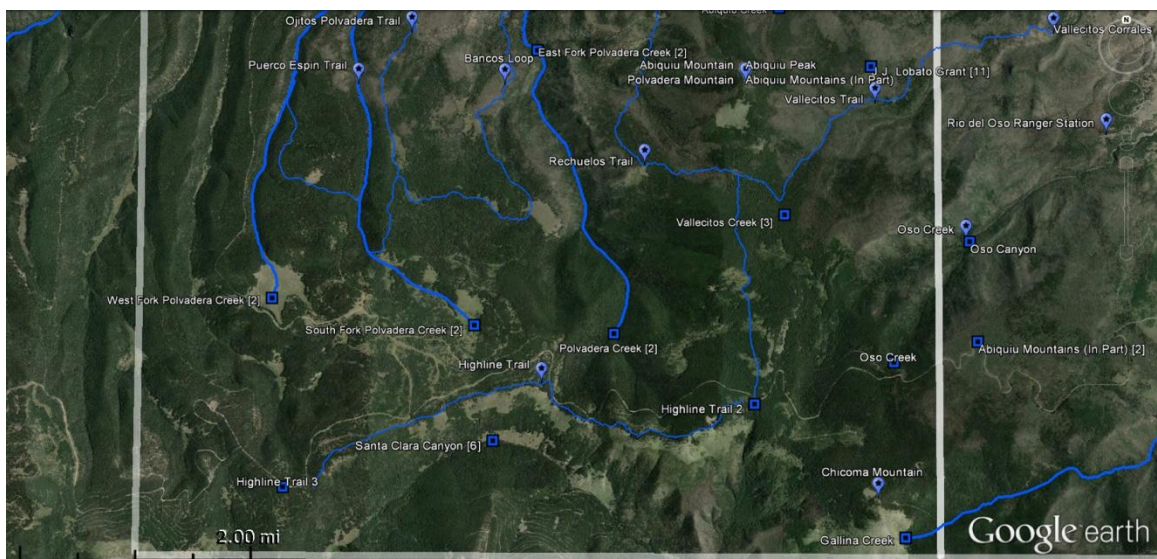 Abiquiu Creek
Ojitos Polvadera Trail
Vallecitos Corrales
East Fork Polvadera Creek [2]
Puerco Espin Trail
Bancos Loop
Abiquiu Mountain
Abiquiu Peak
Polvadera Mountain
Abiquiu Mountains (In Part)
J. Lobato Grant [11]
Vallecitos Trail
Rio del Oso Ranger Station
Rechuelos Trail
Vallecitos Creek [3]
Oso Creek
Oso Canyon
West Fork Polvadera Creek [2]
South Fork Polvadera Creek [2]
Polvadera Creek [2]
Abiquiu Mountains (In Part) [2]
Highline Trail
Oso Creek
Highline Trail 2
Santa Clara Canyon [6]
Chicoma Mountain
Highline Trail 3
2.00 mi
Gallina Creek
Google earth
N